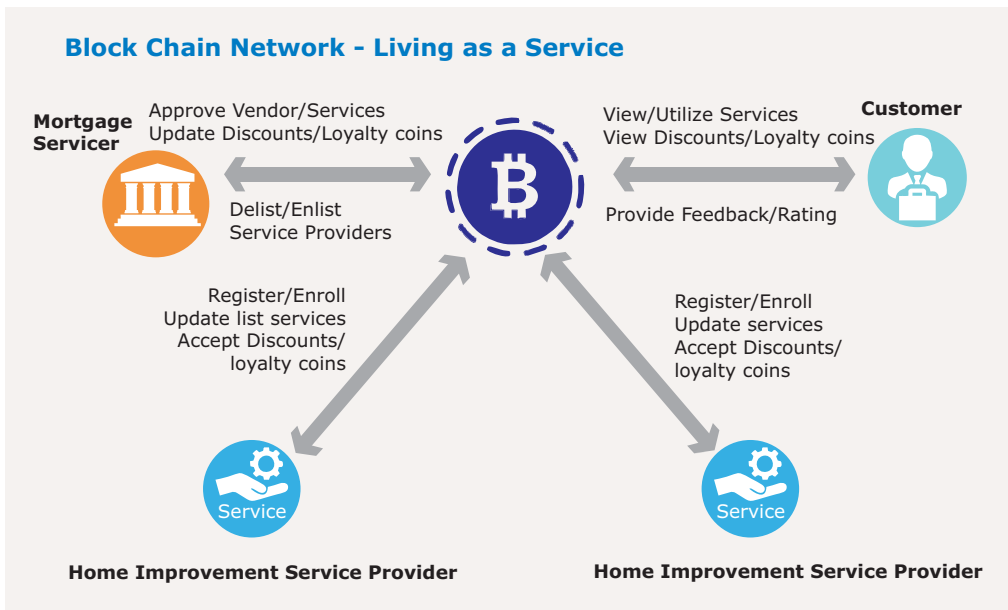 Block Chain Network - Living as a Service
Mortgage
Servicer
Approve Vendor/Services
Update Discounts/Loyalty coins
Delist/Enlist
Service Providers
View/Utilize Services
View Discounts/Loyalty coins
Customer
Provide Feedback/Rating
Register/Enroll
Update list services
Accept Discounts/
loyalty coins
Register/Enroll
Update services
Accept Discounts/
loyalty coins
Service
Home Improvement Service Provider
Service
Home Improvement Service Provider